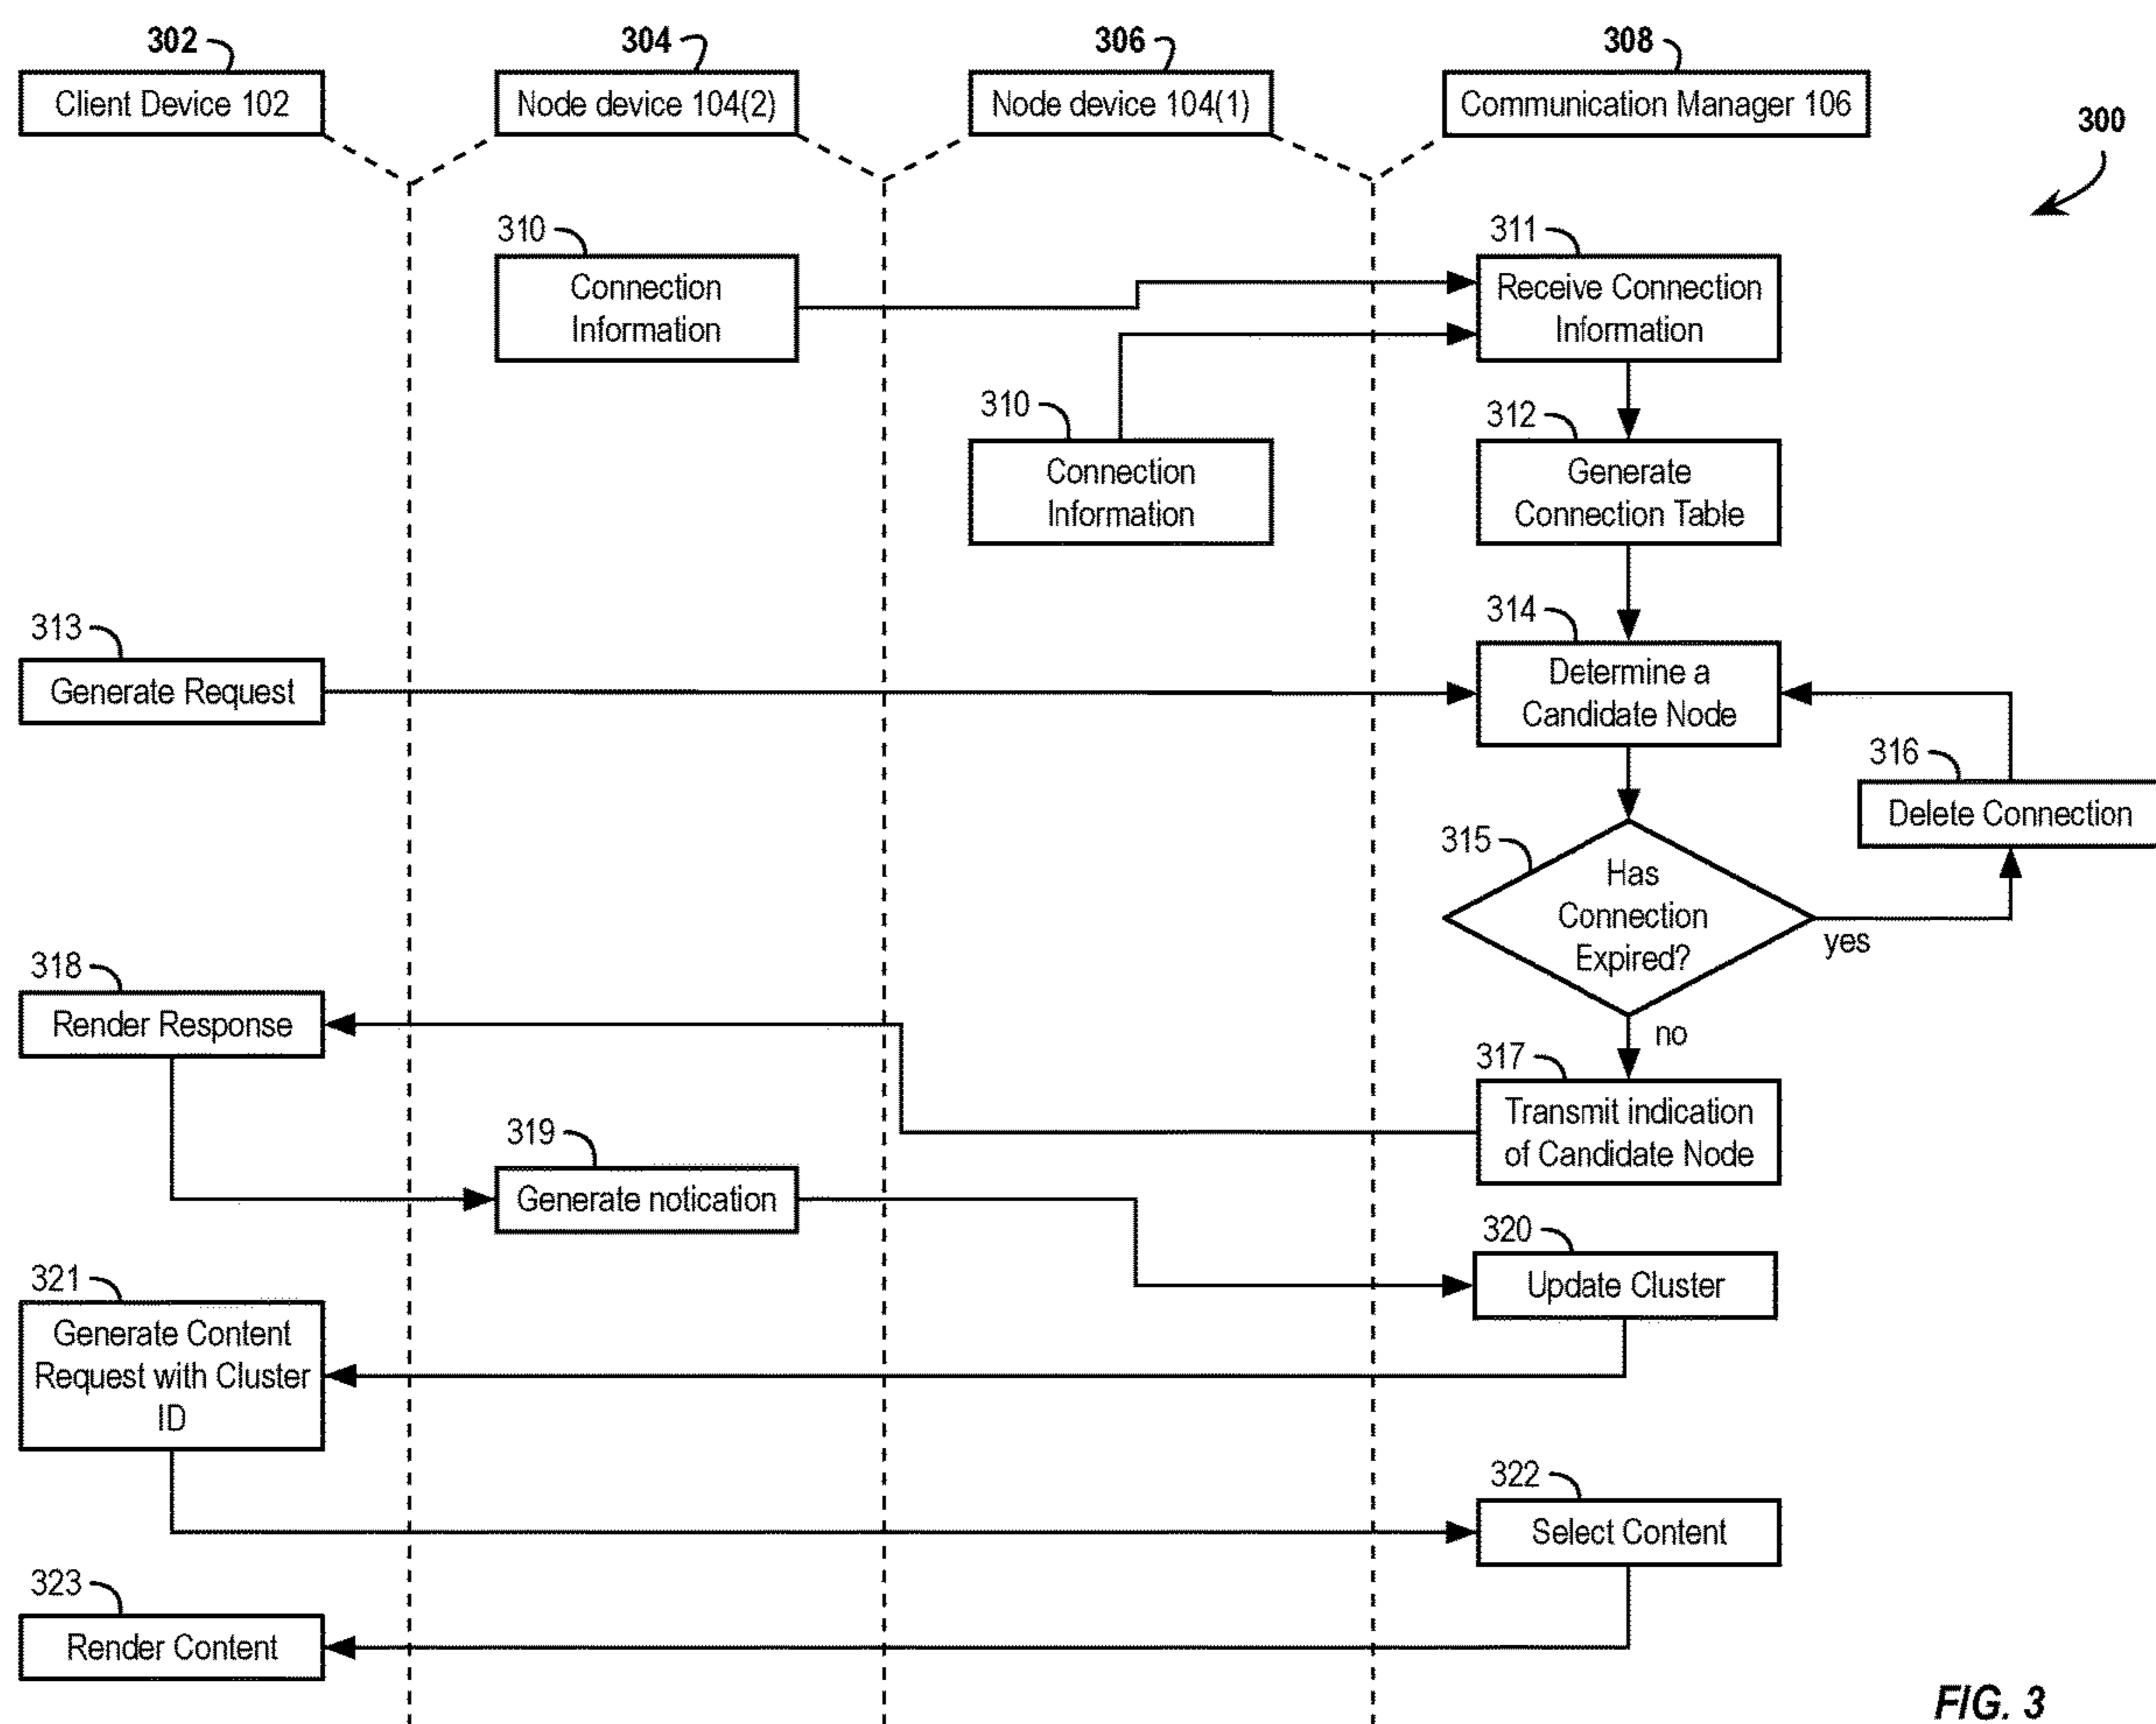 302
304
306
308
Client Device 102
Node device 104(2)
Node device 104(1)
Communication Manager 106
300
310
311
Connection
Information
Receive Connection
Information
310
312
Connection
Information
Generate
Connection Table
313
314
Generate Request
Determine a
Candidate Node
316
Delete Connection
315
Has
Connection
Expired?
yes
no
318
Render Response
317
Transmit indication
of Candidate Node
319
Generate notication
320
Update Cluster
321
Generate Content
Request with Cluster
ID
322
Select Content
323
Render Content
FIG. 3